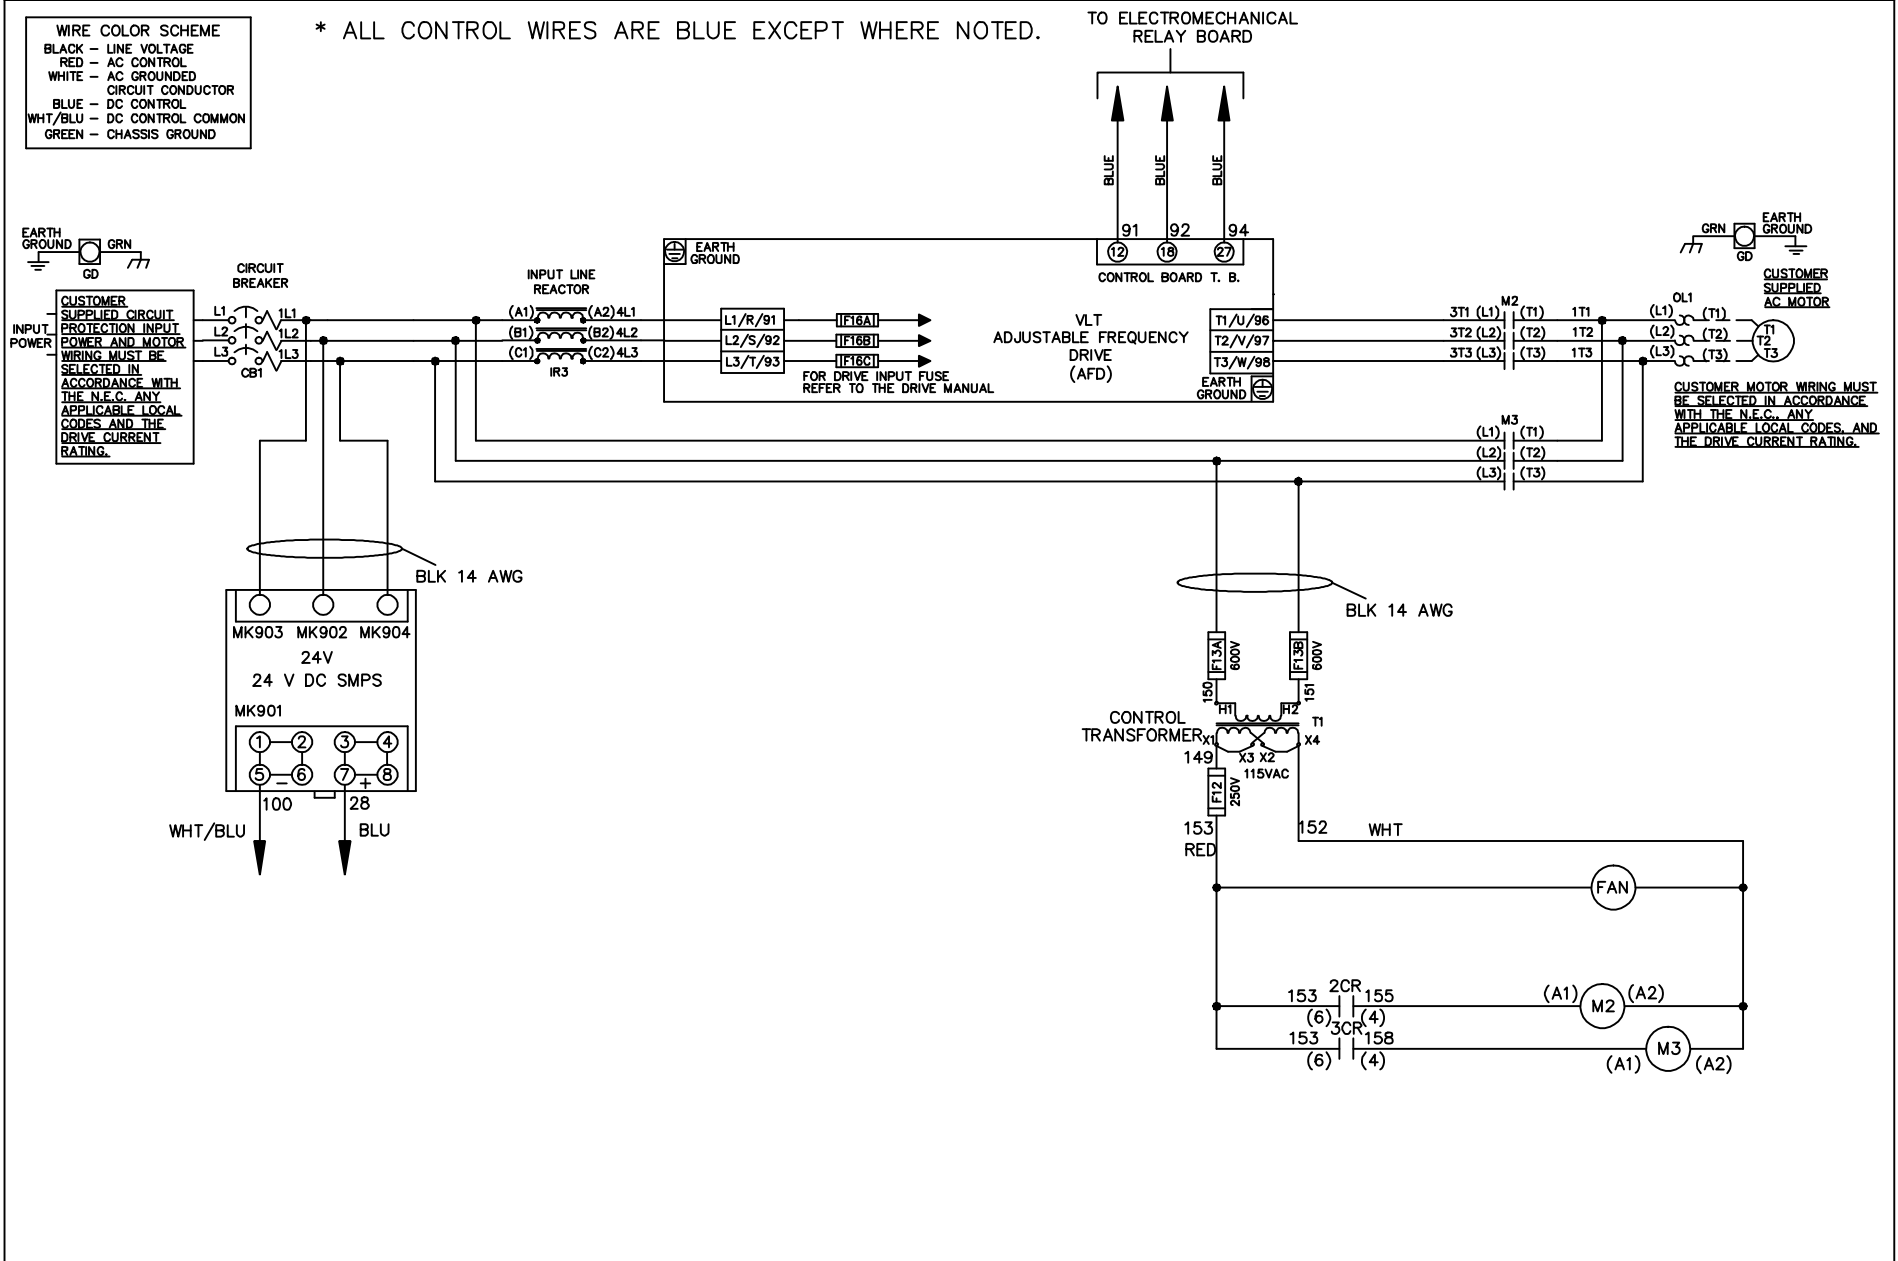 WIRE COLOR SCHEME
BLACK – LINE VOLTAGE
RED – AC CONTROL
WHITE – AC GROUNDED
CIRCUIT CONDUCTOR
BLUE – DC CONTROL
WHT/BLU – DC CONTROL COMMON
GREEN – CHASSIS GROUND
* ALL CONTROL WIRES ARE BLUE EXCEPT WHERE NOTED.
TO ELECTROMECHANICAL
RELAY BOARD
BLUE
BLUE
BLUE
91 92 94
12 18 27
CONTROL BOARD T. B.
EARTH
GROUND
GRN
GD
CIRCUIT
BREAKER
INPUT
POWER
CUSTOMER
SUPPLIED CIRCUIT
PROTECTION INPUT
POWER AND MOTOR
WIRING MUST BE
SELECTED IN
ACCORDANCE WITH
THE N.E.C. ANY
APPLICABLE LOCAL
CODES AND THE
DRIVE CURRENT
RATING.
L1 1L1
L2 1L2
L3 1L3
CB1
INPUT LINE
REACTOR
(A1) (A2) 4L1
(B1) (B2) 4L2
(C1) (C2) 4L3
IR3
EARTH
GROUND
L1/R/91
L2/S/92
L3/T/93
F16A
F16B
F16C
FOR DRIVE INPUT FUSE
REFER TO THE DRIVE MANUAL
VLT
ADJUSTABLE FREQUENCY
DRIVE
(AFD)
T1/U/96
T2/V/97
T3/W/98
EARTH
GROUND
M2
3T1 (L1) (T1) 1T1
3T2 (L2) (T2) 1T2
3T3 (L3) (T3) 1T3
OL1
(L1) (T1)
(L2) (T2)
(L3) (T3)
T1
T2
T3
GRN
GD
EARTH
GROUND
CUSTOMER
SUPPLIED
AC MOTOR
CUSTOMER MOTOR WIRING MUST
BE SELECTED IN ACCORDANCE
WITH THE N.E.C., ANY
APPLICABLE LOCAL CODES, AND
THE DRIVE CURRENT RATING.
M3
(L1) (T1)
(L2) (T2)
(L3) (T3)
BLK 14 AWG
MK903 MK902 MK904
24V
24 V DC SMPS
MK901
1 2 3 4
5 – 6 7 + 8
100 28
WHT/BLU BLU
BLK 14 AWG
F13A 600V
F13B 600V
150 151
H1 H2
T1
CONTROL
TRANSFORMER
X1 X3 X2 X4
149
115VAC
F12 250V
153
RED
152 WHT
FAN
153 2CR 155
(6) (4)
(A1) M2 (A2)
153 3CR 158
(6) (4)
(A1) M3 (A2)